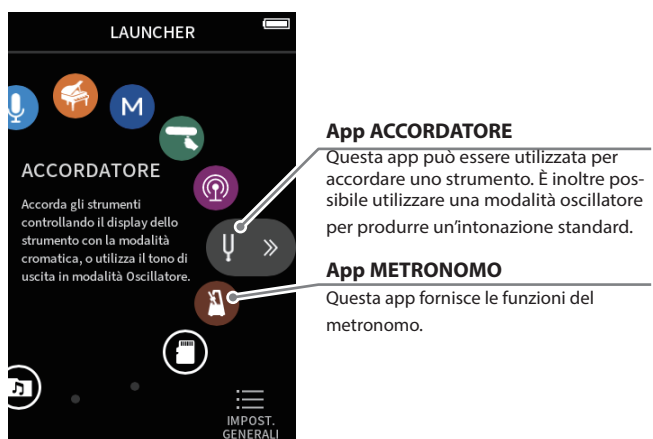 LAUNCHER
M
ACCORDATORE
Accorda gli strumenti
controllando il display dello
strumento con la modalità
cromatica, o utilizza il tono di
uscita in modalità Oscillatore.
IMPOST.
GENERALI
App ACCORDATORE
Questa app può essere utilizzata per
accordare uno strumento. È inoltre pos-
sibile utilizzare una modalità oscillatore
per produrre un'intonazione standard.
App METRONOMO
Questa app fornisce le funzioni del
metronomo.